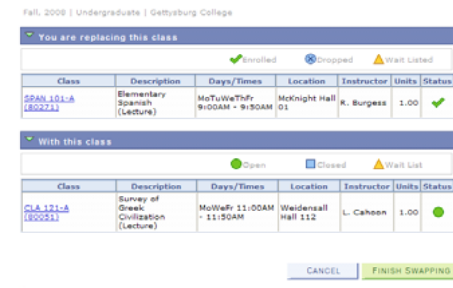 Fall, 2008 | Undergraduate | Gettysburg College
You are replacing this class
Enrolled Dropped Wait Listed
Class Description Days/Times Location Instructor Units Status
SPAN 101-A (80271) Elementary Spanish (Lecture) MoTuWeThFr 9:00AM - 9:50AM McKnight Hall 01 R. Burgess 1.00
With this class
Open Closed Wait List
Class Description Days/Times Location Instructor Units Status
CLA 121-A (80051) Survey of Greek Civilization (Lecture) MoWeFr 11:00AM - 11:50AM Weidensall Hall 112 L. Cahoon 1.00
CANCEL FINISH SWAPPING